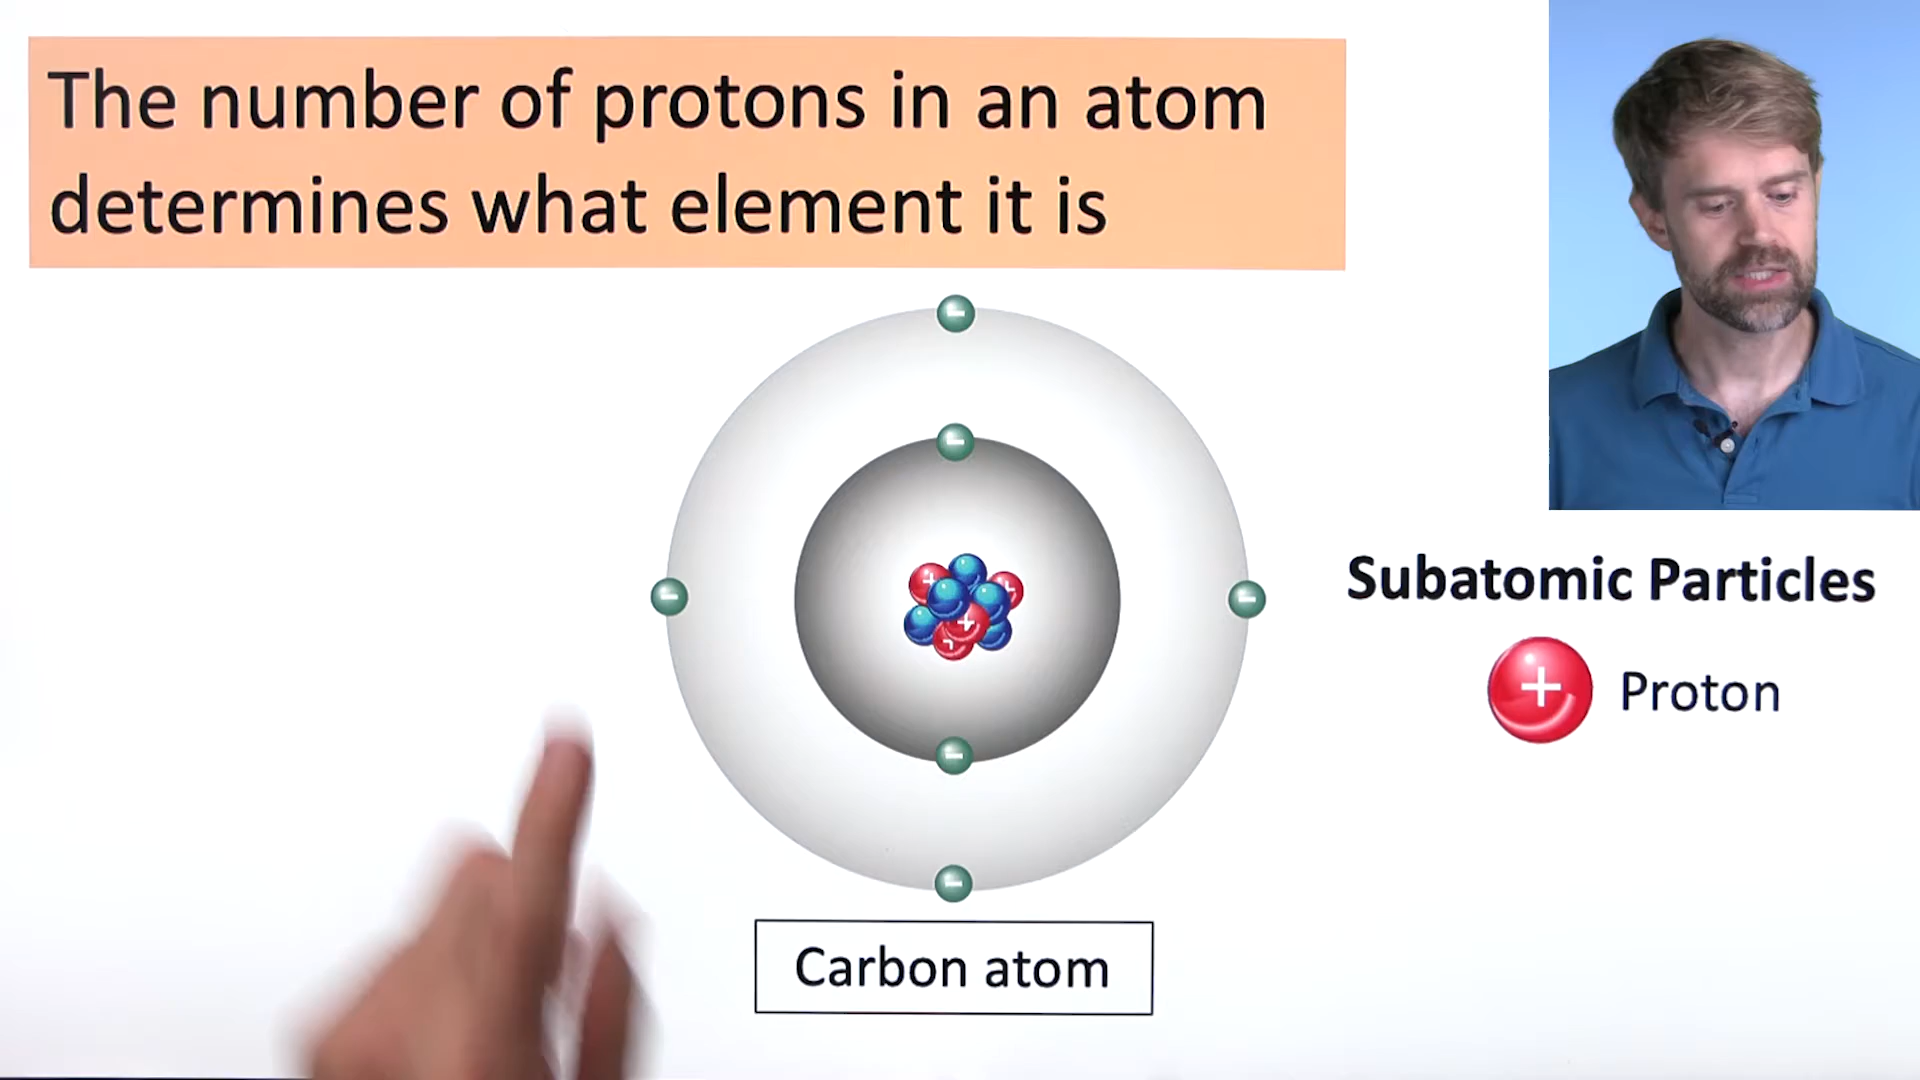 The number of protons in an atom
determines what element it is
Subatomic Particles
+ Proton
Carbon atom